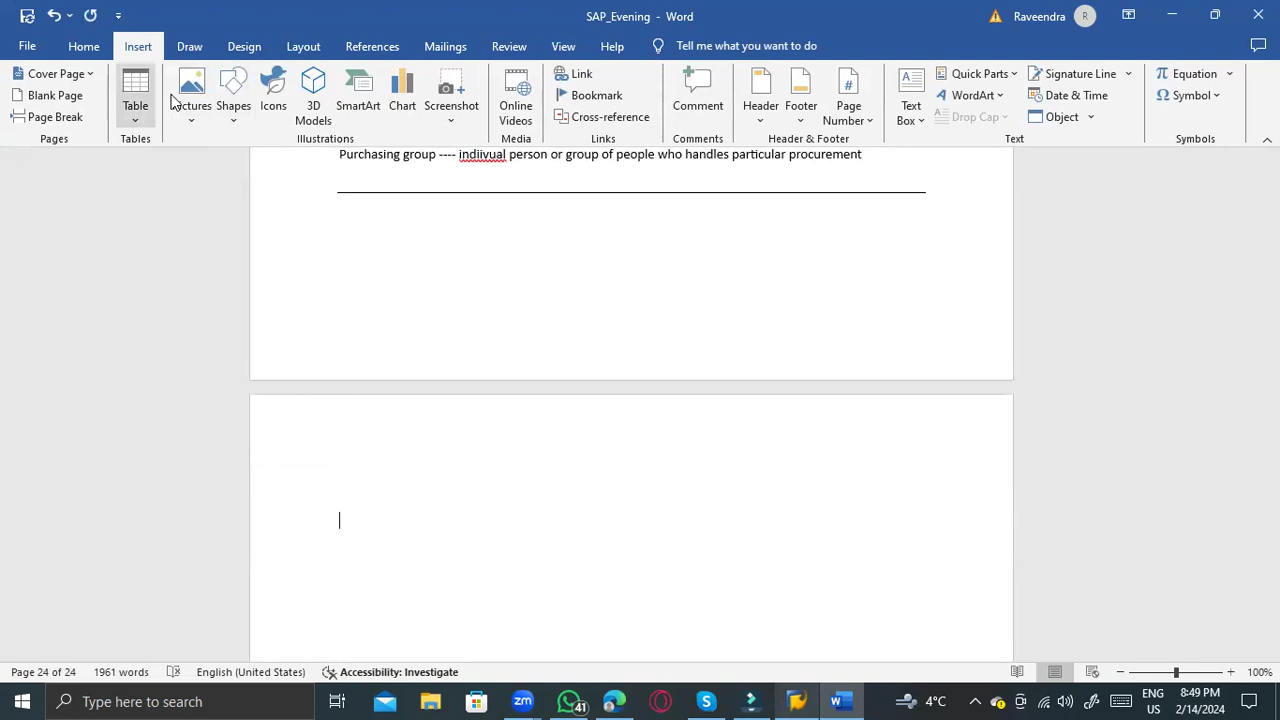 SAP_Evening - Word
Raveendra
R
File
Home
Insert
Draw
Design
Layout
References
Mailings
Review
View
Help
Tell me what you want to do
Cover Page
Blank Page
Page Break
Pages
Table
Tables
Pictures
Shapes
Icons
3D
Models
SmartArt
Chart
Screenshot
Illustrations
Online
Videos
Media
Link
Bookmark
Cross-reference
Links
Comment
Comments
Header
Footer
Page
Number
Header & Footer
Text
Box
Quick Parts
WordArt
Drop Cap
Signature Line
Date & Time
Object
Text
Equation
Symbol
Symbols
Purchasing group ---- indiivual person or group of people who handles particular procurement
Page 24 of 24
1961 words
English (United States)
Accessibility: Investigate
100%
Type here to search
zm
41
4°C
ENG
US
8:49 PM
2/14/2024